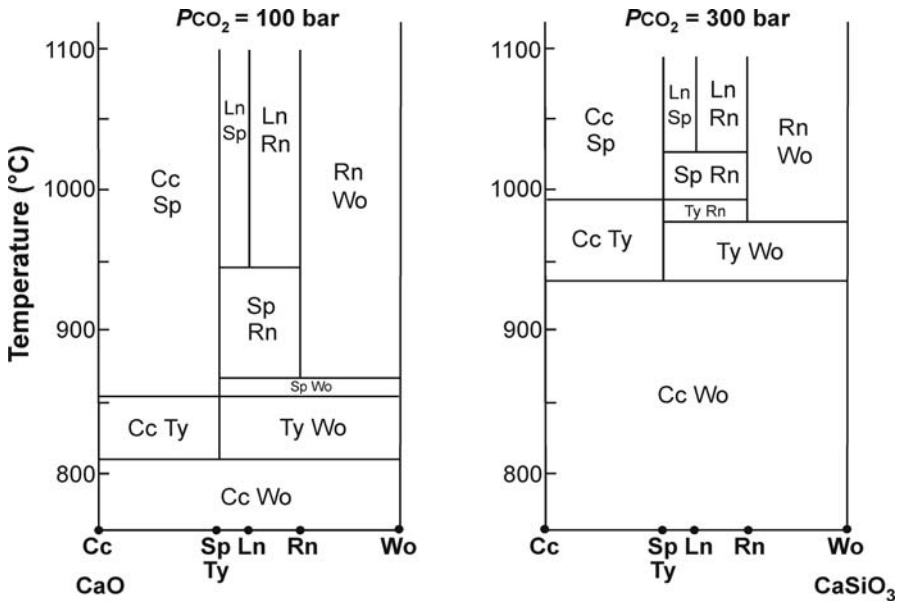 PCO2 = 100 bar
Temperature (°C)
1100
1000
900
800
Ln
Sp
Ln
Rn
Cc
Sp
Rn
Wo
Sp
Rn
Sp Wo
Cc Ty
Ty Wo
Cc Wo
Cc
Sp
Ty
Ln
Rn
Wo
CaO
PCO2 = 300 bar
1100
1000
900
800
Cc
Sp
Ln
Sp
Ln
Rn
Rn
Wo
Sp Rn
Ty Rn
Cc Ty
Ty Wo
Cc Wo
Cc
Sp
Ty
Ln
Rn
Wo
CaSiO3